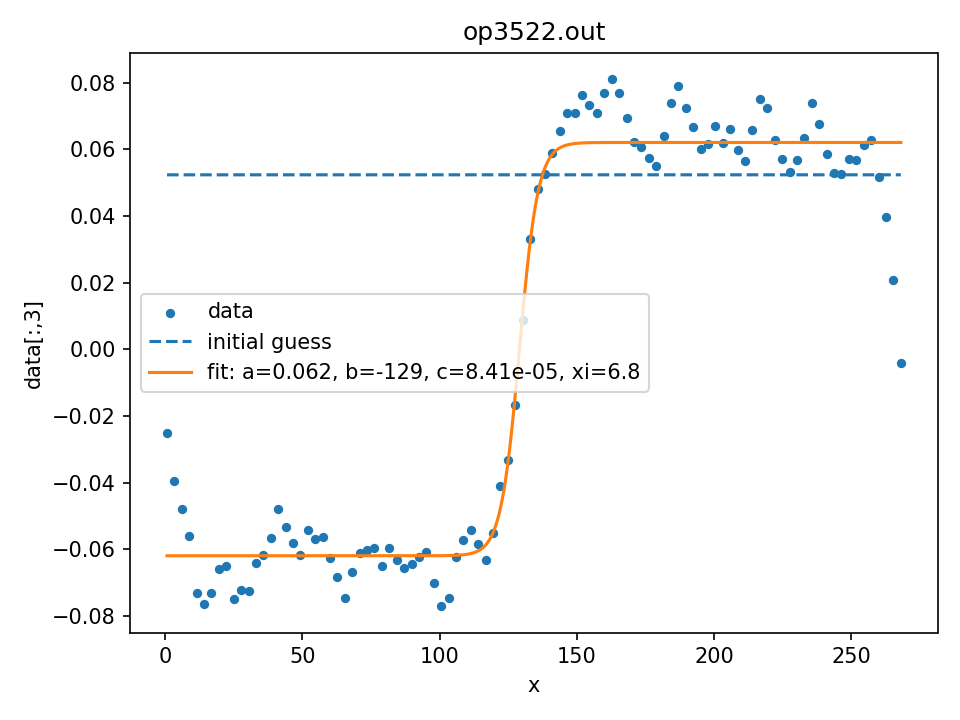 op3522.out
0.08
0.06
0.04
0.02
0.00
−0.02
−0.04
−0.06
−0.08
data[:,3]
data
initial guess
fit: a=0.062, b=-129, c=8.41e-05, xi=6.8
0 50 100 150 200 250
x